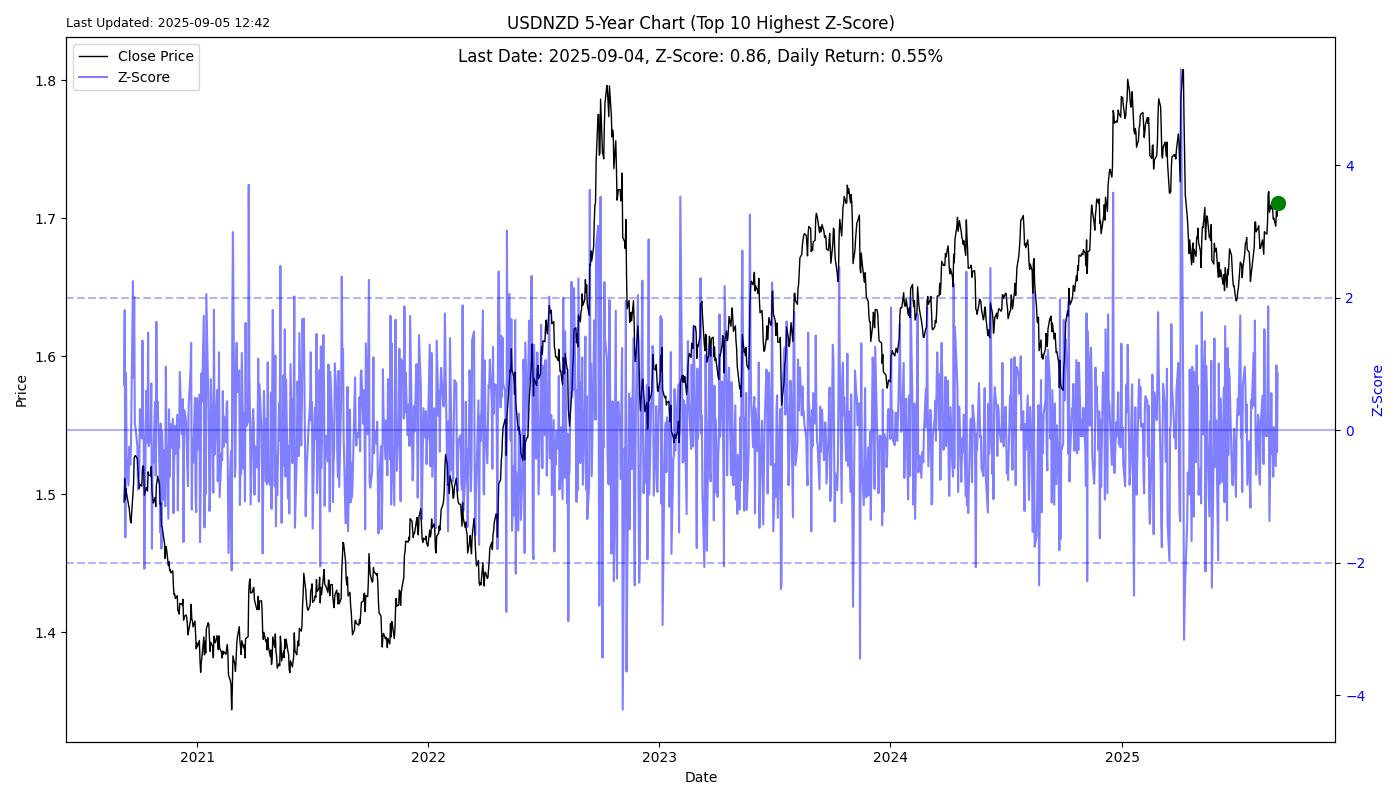 Last Updated: 2025-09-05 12:42
USDNZD 5-Year Chart (Top 10 Highest Z-Score)
Last Date: 2025-09-04, Z-Score: 0.86, Daily Return: 0.55%
Close Price
Z-Score
1.8
1.7
1.6
1.5
1.4
Price
4
2
0
−2
−4
Z-Score
2021
2022
2023
2024
2025
Date